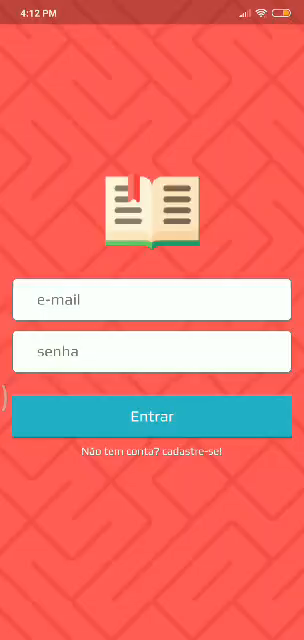 4:12 PM
e-mail
senha
Entrar
Não tem conta? cadastre-se!